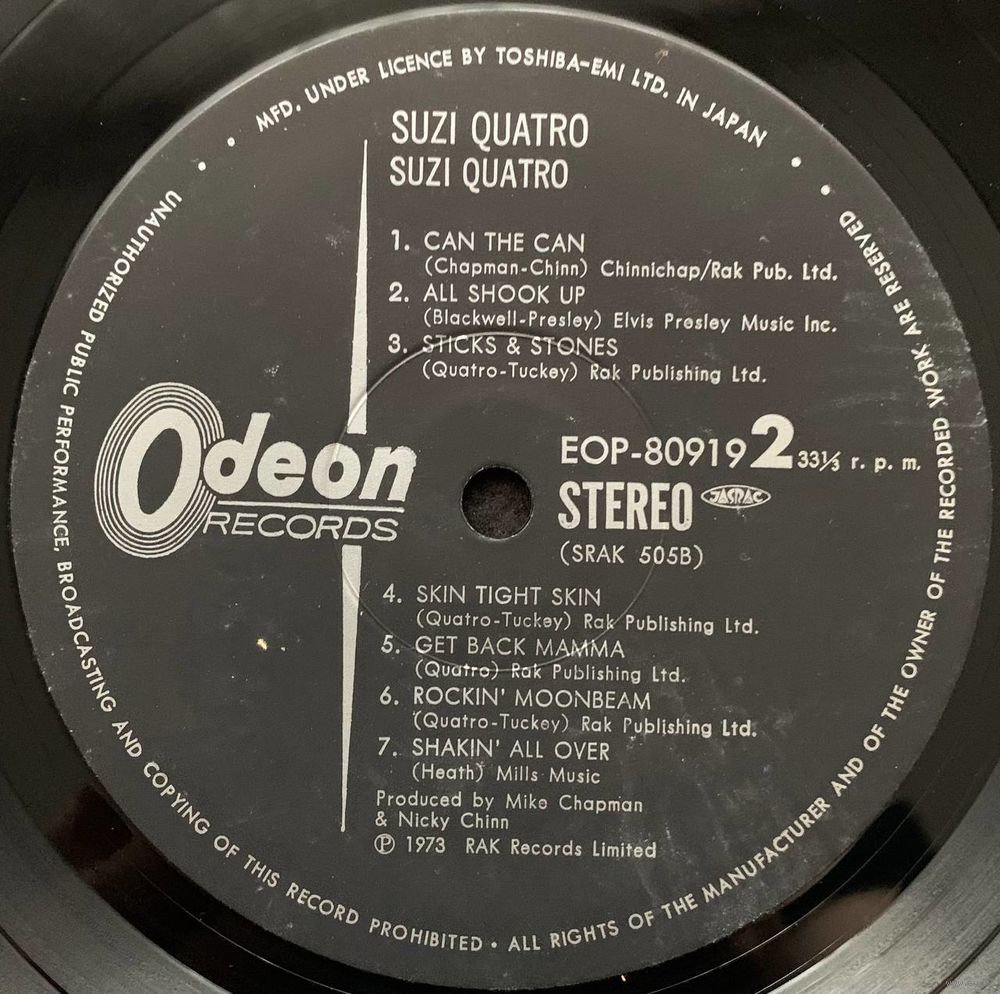 MFD. UNDER LICENCE BY TOSHIBA-EMI LTD. IN JAPAN
SUZI QUATRO
SUZI QUATRO
1. CAN THE CAN
(Chapman-Chinn) Chinnichap/Rak Pub. Ltd.
2. ALL SHOOK UP
(Blackwell-Presley) Elvis Presley Music Inc.
3. STICKS & STONES
(Quatro-Tuckey) Rak Publishing Ltd.
Odeon
RECORDS
EOP-80919 2 33⅓ r. p. m.
STEREO JASRAC
(SRAK 505B)
4. SKIN TIGHT SKIN
(Quatro-Tuckey) Rak Publishing Ltd.
5. GET BACK MAMMA
(Quatro) Rak Publishing Ltd.
6. ROCKIN' MOONBEAM
(Quatro-Tuckey) Rak Publishing Ltd.
7. SHAKIN' ALL OVER
(Heath) Mills Music
Produced by Mike Chapman
& Nicky Chinn
Ⓟ 1973 RAK Records Limited
UNAUTHORIZED PUBLIC PERFORMANCE, BROADCASTING AND COPYING OF THIS RECORD PROHIBITED • ALL RIGHTS OF THE MANUFACTURER AND OF THE OWNER OF THE RECORDED WORK ARE RESERVED